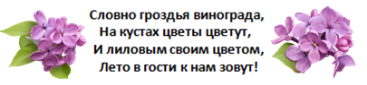 Словно гроздья винограда,
На кустах цветы цветут,
И лиловым своим цветом,
Лето в гости к нам зовут!